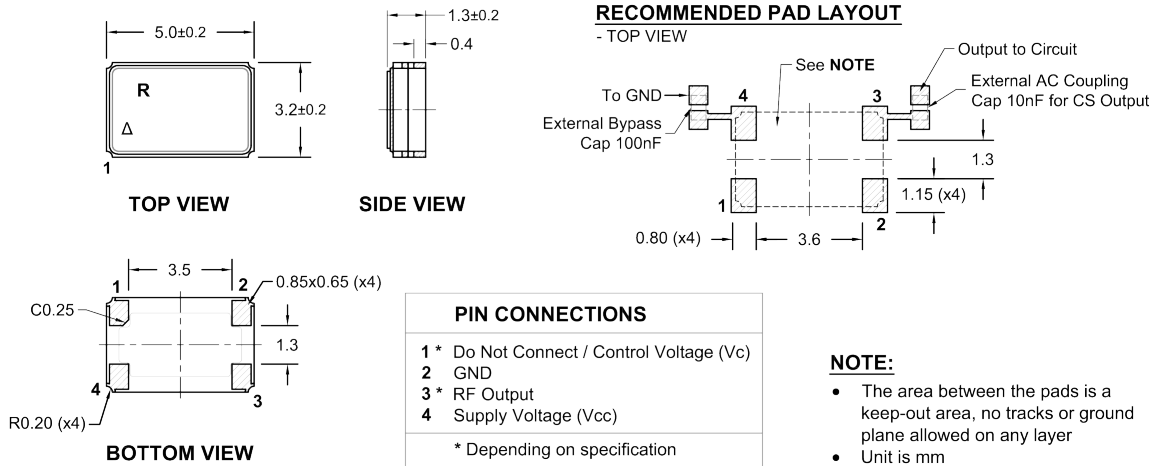 5.0±0.2
R
Δ
3.2±0.2
1
TOP VIEW
1.3±0.2
0.4
SIDE VIEW
RECOMMENDED PAD LAYOUT
- TOP VIEW
See NOTE
Output to Circuit
External AC Coupling
Cap 10nF for CS Output
To GND
External Bypass
Cap 100nF
4
3
1
2
1.3
1.15 (x4)
0.80 (x4)
3.6
3.5
1
2
0.85x0.65 (x4)
C0.25
1.3
4
3
R0.20 (x4)
BOTTOM VIEW
PIN CONNECTIONS
1 * Do Not Connect / Control Voltage (Vc)
2 GND
3 * RF Output
4 Supply Voltage (Vcc)
* Depending on specification
NOTE:
• The area between the pads is a
keep-out area, no tracks or ground
plane allowed on any layer
• Unit is mm